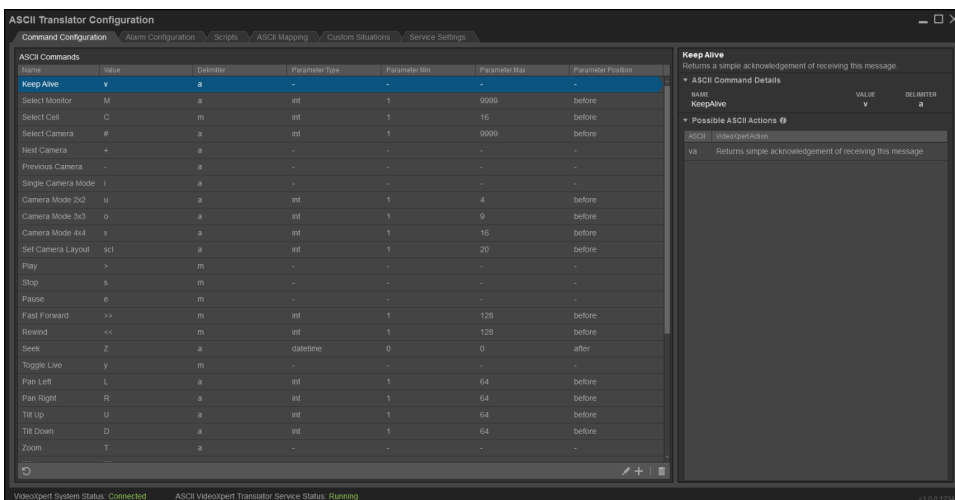 ASCII Translator Configuration
Command Configuration Alarm Configuration Scripts ASCII Mapping Custom Situations Service Settings
ASCII Commands
Name Value Delimiter Parameter Type Parameter Min Parameter Max Parameter Position
Keep Alive v a - - - -
Select Monitor M a int 1 9999 before
Select Cell C m int 1 16 before
Select Camera # a int 1 9999 before
Next Camera + a - - - -
Previous Camera - a - - - -
Single Camera Mode i a - - - -
Camera Mode 2x2 u a int 1 4 before
Camera Mode 3x3 o a int 1 9 before
Camera Mode 4x4 x a int 1 16 before
Set Camera Layout scl a int 1 20 before
Play > m - - - -
Stop s m - - - -
Pause e m - - - -
Fast Forward >> m int 1 128 before
Rewind << m int 1 128 before
Seek Z a datetime 0 0 after
Toggle Live y m - - - -
Pan Left L a int 1 64 before
Pan Right R a int 1 64 before
Tilt Up U a int 1 64 before
Tilt Down D a int 1 64 before
Zoom T a - - - -
Keep Alive
Returns a simple acknowledgement of receiving this message.
ASCII Command Details
NAME VALUE DELIMITER
KeepAlive v a
Possible ASCII Actions
ASCII VideoXpert Action
va Returns simple acknowledgement of receiving this message
VideoXpert System Status: Connected ASCII VideoXpert Translator Service Status: Running
v 1.0.0.1234